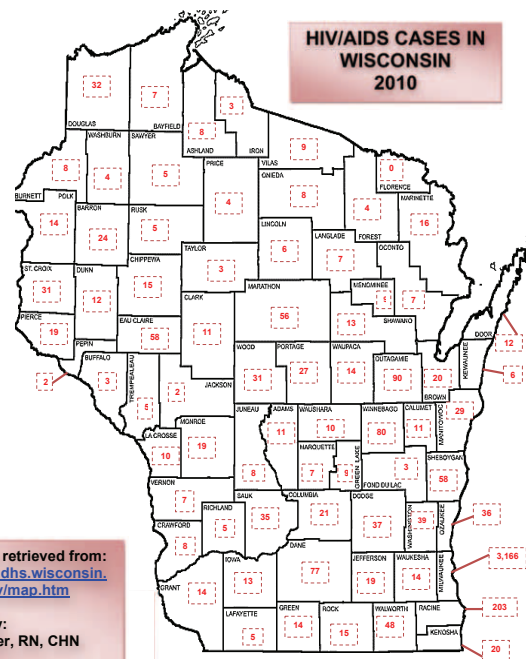 HIV/AIDS CASES IN
WISCONSIN
2010
32
DOUGLAS
7
BAYFIELD
8
ASHLAND
3
IRON
9
VILAS
8
BURNETT
WASHBURN
4
SAWYER
5
PRICE
4
ONEIDA
8
0
FLORENCE
4
FOREST
MARINETTE
16
POLK
14
BARRON
24
RUSK
5
TAYLOR
3
LINCOLN
6
LANGLADE
7
OCONTO
7
ST. CROIX
31
DUNN
12
CHIPPEWA
15
CLARK
11
MARATHON
56
MENOMINEE
13
SHAWANO
PIERCE
19
PEPIN
2
EAU CLAIRE
58
BUFFALO
3
TREMPEALEAU
2
JACKSON
WOOD
31
PORTAGE
27
WAUPACA
14
OUTAGAMIE
90
20
BROWN
KEWAUNEE
6
DOOR
12
LA CROSSE
10
MONROE
19
JUNEAU
8
ADAMS
11
WAUSHARA
10
WINNEBAGO
80
CALUMET
11
MANITOWOC
29
MARQUETTE
7
GREEN LAKE
9
3
FOND DU LAC
SHEBOYGAN
58
VERNON
7
RICHLAND
5
SAUK
35
COLUMBIA
21
DODGE
37
WASHINGTON
39
OZAUKEE
36
CRAWFORD
8
GRANT
14
IOWA
13
DANE
77
JEFFERSON
19
WAUKESHA
14
MILWAUKEE
3,166
LAFAYETTE
5
GREEN
14
ROCK
15
WALWORTH
48
RACINE
203
KENOSHA
20
retrieved from:
dhs.wisconsin.
/map.htm
y:
er, RN, CHN